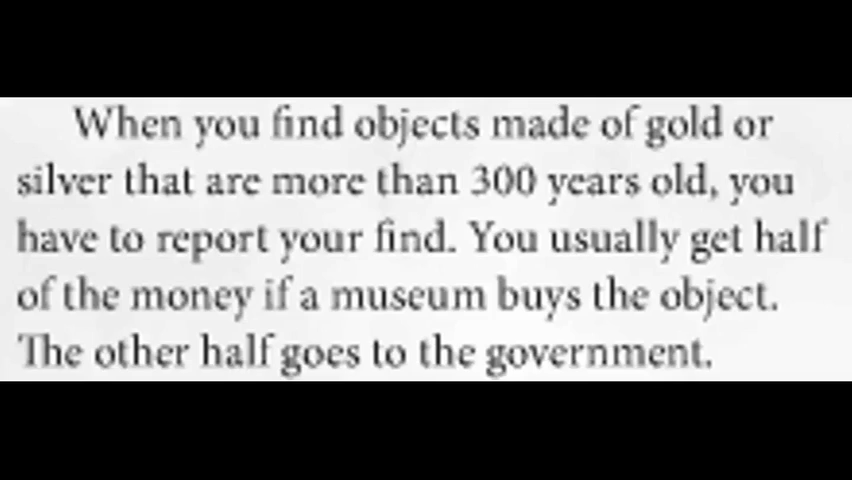 When you find objects made of gold or
silver that are more than 300 years old, you
have to report your find. You usually get half
of the money if a museum buys the object.
The other half goes to the government.